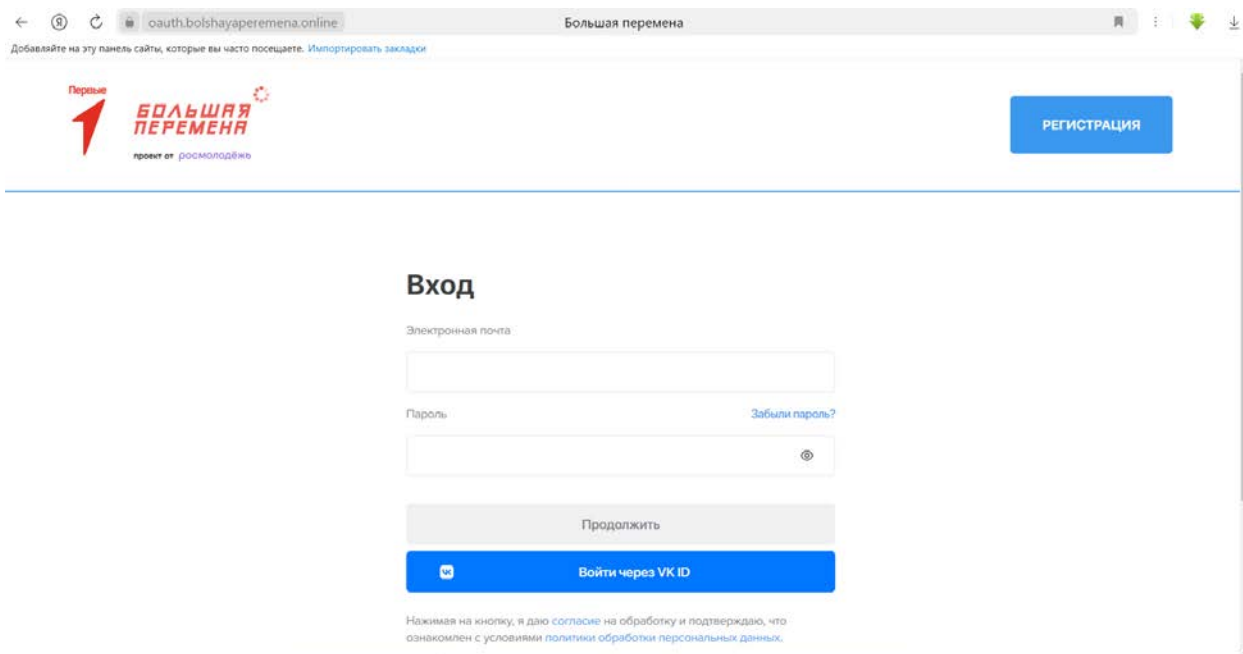 Я oauth.bolshayaperemena.online Большая перемена
Добавляйте на эту панель сайты, которые вы часто посещаете. Импортировать закладки
Первые
БОЛЬШАЯ
ПЕРЕМЕНА
проект от росмолодёжь
РЕГИСТРАЦИЯ
Вход
Электронная почта
Пароль Забыли пароль?
Продолжить
Войти через VK ID
Нажимая на кнопку, я даю согласие на обработку и подтверждаю, что
ознакомлен с условиями политики обработки персональных данных.